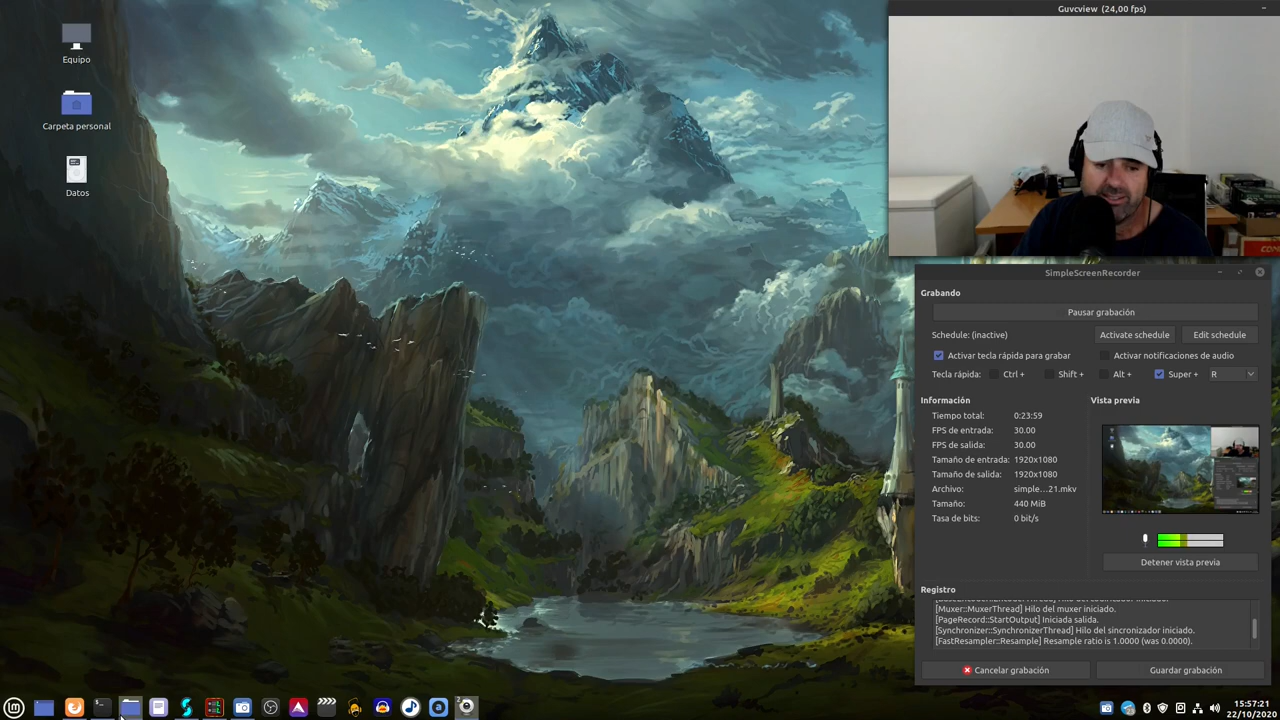 Guvcview (24,00 fps)
Equipo
Carpeta personal
Datos
SimpleScreenRecorder
Grabando
Pausar grabación
Schedule: (inactive)
Activate schedule
Edit schedule
Activar tecla rápida para grabar
Activar notificaciones de audio
Tecla rápida:
Ctrl +
Shift +
Alt +
Super +
R
Información
Vista previa
Tiempo total: 0:23:59
FPS de entrada: 30.00
FPS de salida: 30.00
Tamaño de entrada: 1920x1080
Tamaño de salida: 1920x1080
Archivo: simple...21.mkv
Tamaño: 440 MiB
Tasa de bits: 0 bit/s
Detener vista previa
Registro
[Muxer::MuxerThread] Hilo del muxer iniciado.
[PageRecord::StartOutput] Iniciada salida.
[Synchronizer::SynchronizerThread] Hilo del sincronizador iniciado.
[FastResampler::Resample] Resample ratio is 1.0000 (was 0.0000).
Cancelar grabación
Guardar grabación
15:57:21
22/10/2020